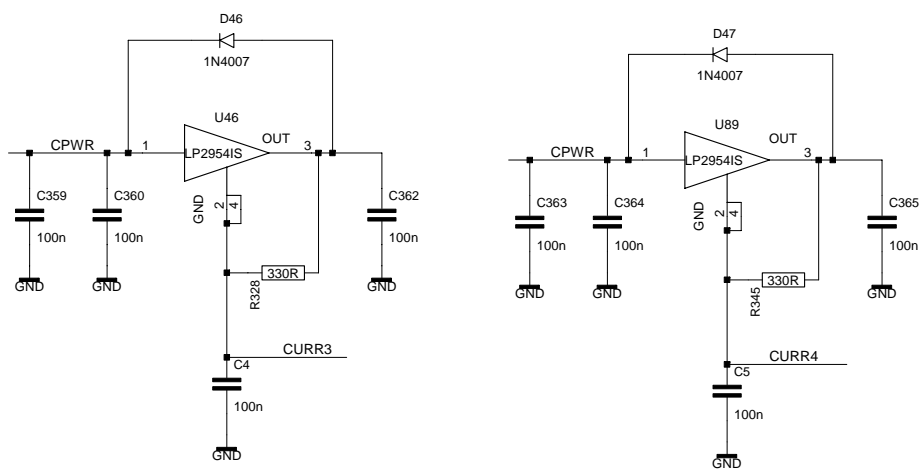 D46
1N4007
U46
CPWR
1
LP2954IS
OUT
3
C359
100n
GND
C360
100n
GND
GND
2
4
C362
100n
GND
330R
R328
CURR3
C4
100n
GND
D47
1N4007
U89
CPWR
1
LP2954IS
OUT
3
C363
100n
GND
C364
100n
GND
GND
2
4
C365
100n
GND
330R
R345
CURR4
C5
100n
GND